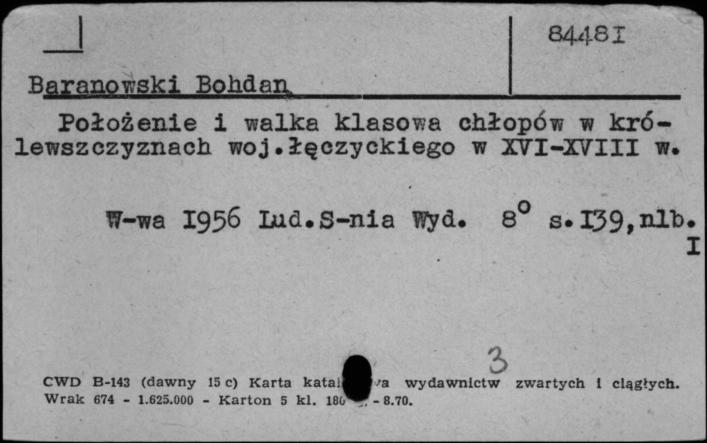 84481
Baranowski Bohdan
Położenie i walka klasowa chłopów w kró-
lewszczyznach woj.łęczyckiego w XVI-XVIII w.
W-wa 1956 Lud.S-nia Wyd. 8° s.139,nlb.
1
3
CWD B-143 (dawny 15 c) Karta wydawnictw zwartych i ciągłych.
Wrak 674 - 1.625.000 - Karton 5 kl. - 8.70.